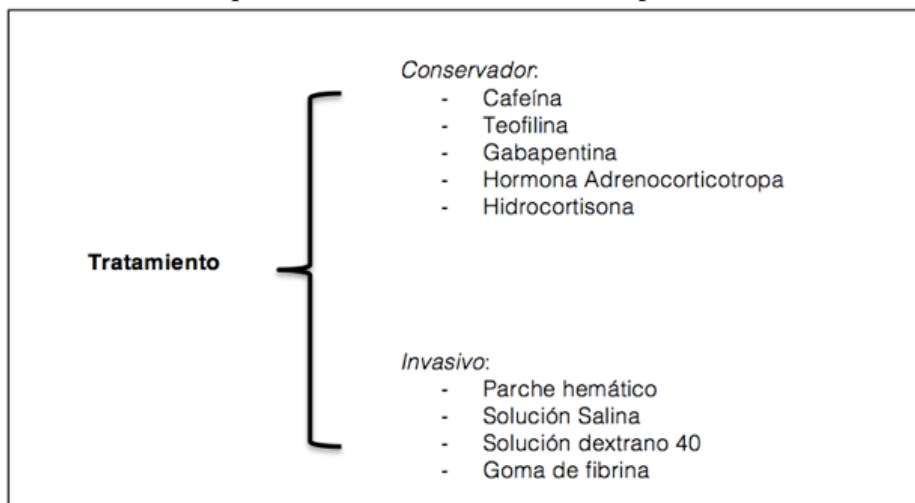 Conservador:
- Cafeína
- Teofilina
- Gabapentina
- Hormona Adrenocorticotropa
- Hidrocortisona
Tratamiento
Invasivo:
- Parche hemático
- Solución Salina
- Solución dextrano 40
- Goma de fibrina